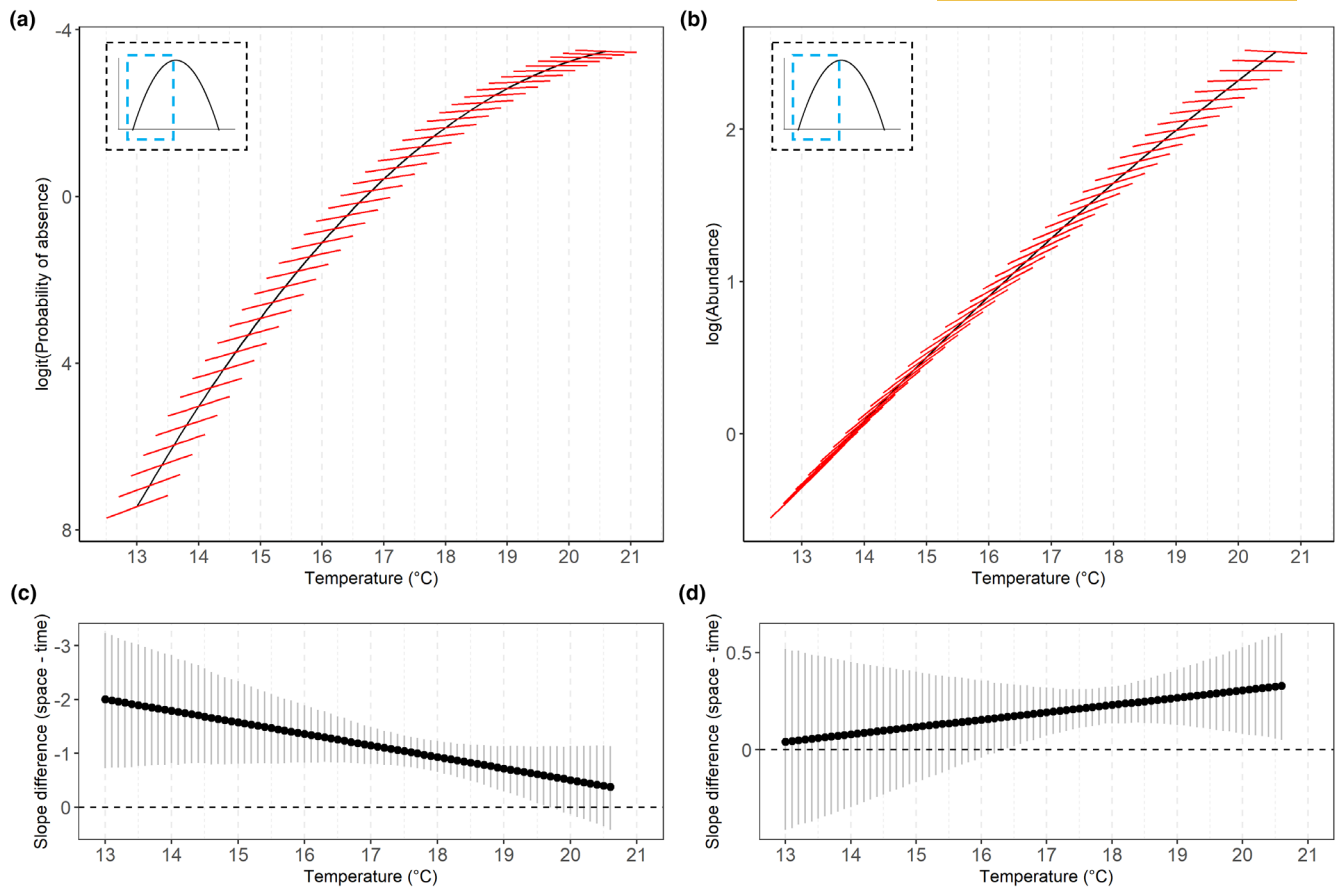 (a)
-4
0
4
8
logit(Probability of absence)
13 14 15 16 17 18 19 20 21
Temperature (°C)
(b)
2
1
0
log(Abundance)
13 14 15 16 17 18 19 20 21
Temperature (°C)
(c)
-3
-2
-1
0
Slope difference (space - time)
13 14 15 16 17 18 19 20 21
Temperature (°C)
(d)
0.5
0
Slope difference (space - time)
13 14 15 16 17 18 19 20 21
Temperature (°C)